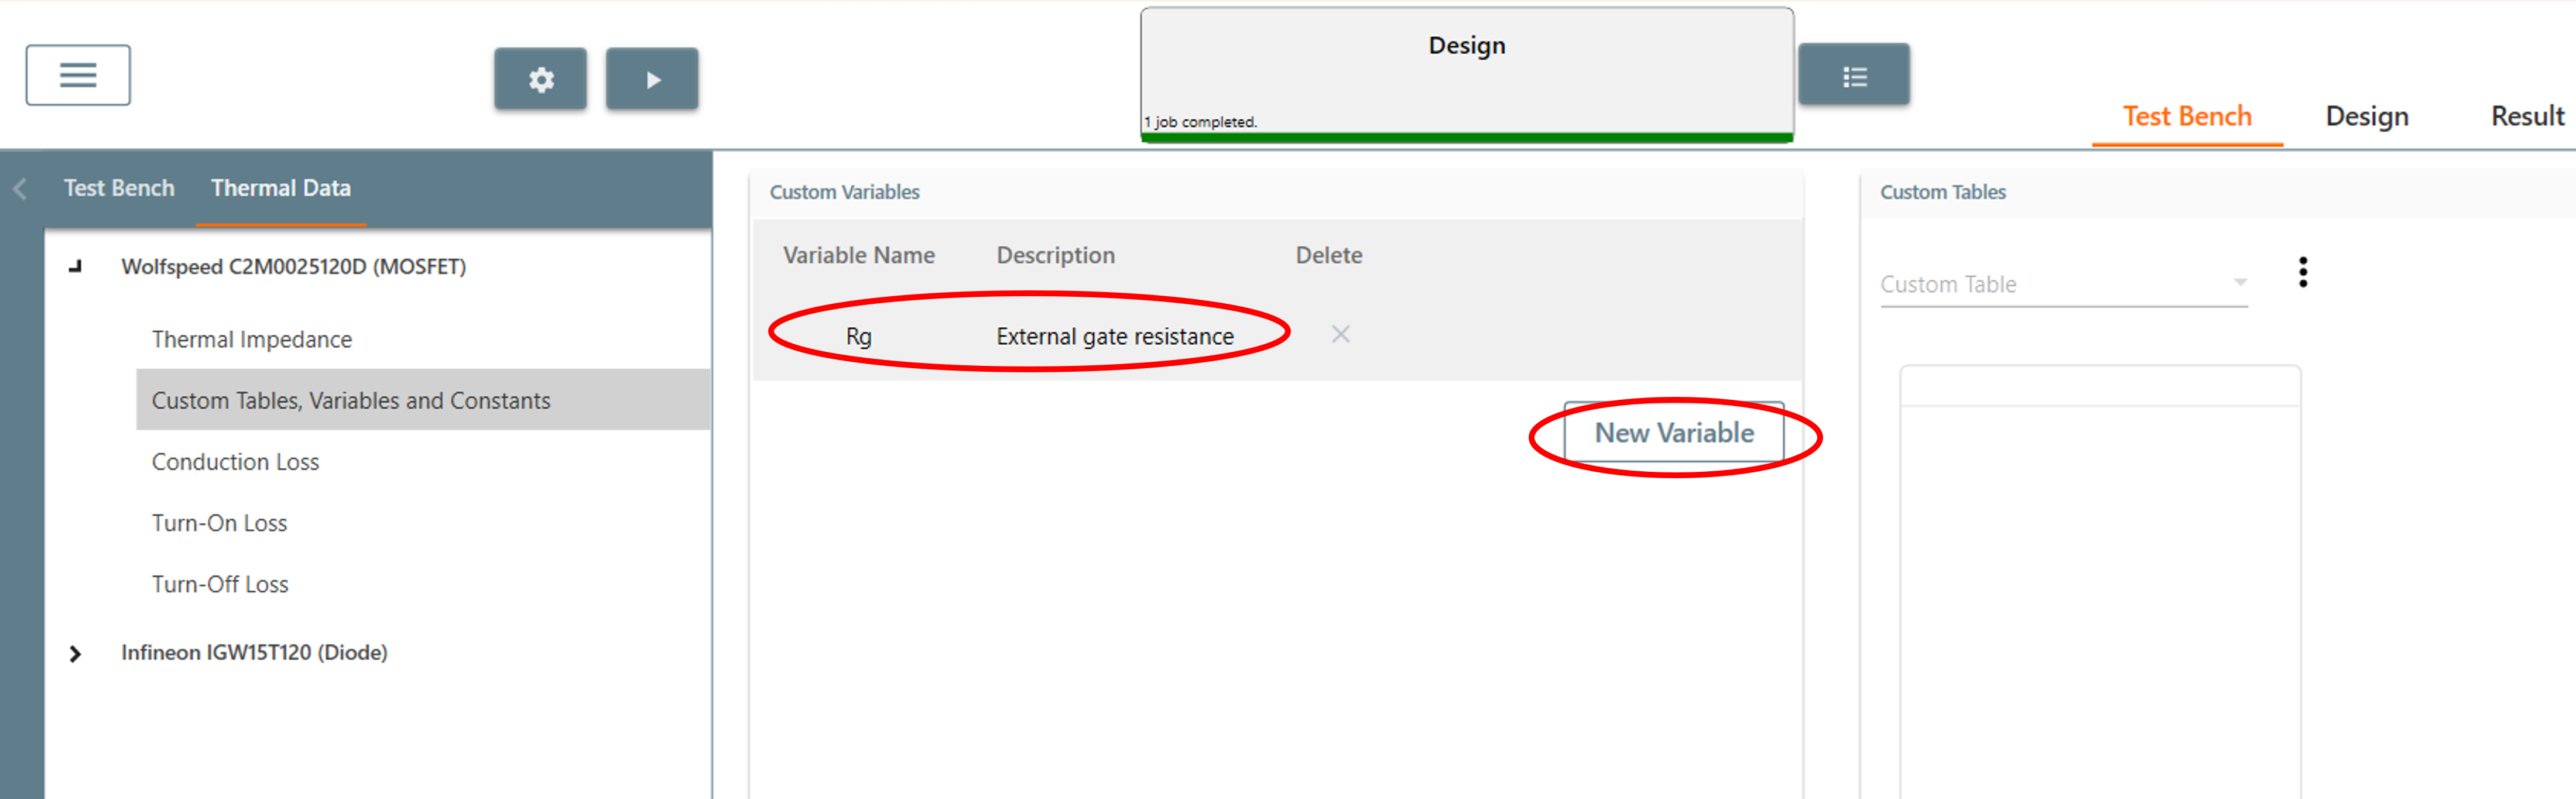 Design
1 job completed.
Test Bench Design Result
Test Bench Thermal Data
Wolfspeed C2M0025120D (MOSFET)
Thermal Impedance
Custom Tables, Variables and Constants
Conduction Loss
Turn-On Loss
Turn-Off Loss
Infineon IGW15T120 (Diode)
Custom Variables
Variable Name Description Delete
Rg External gate resistance
New Variable
Custom Tables
Custom Table